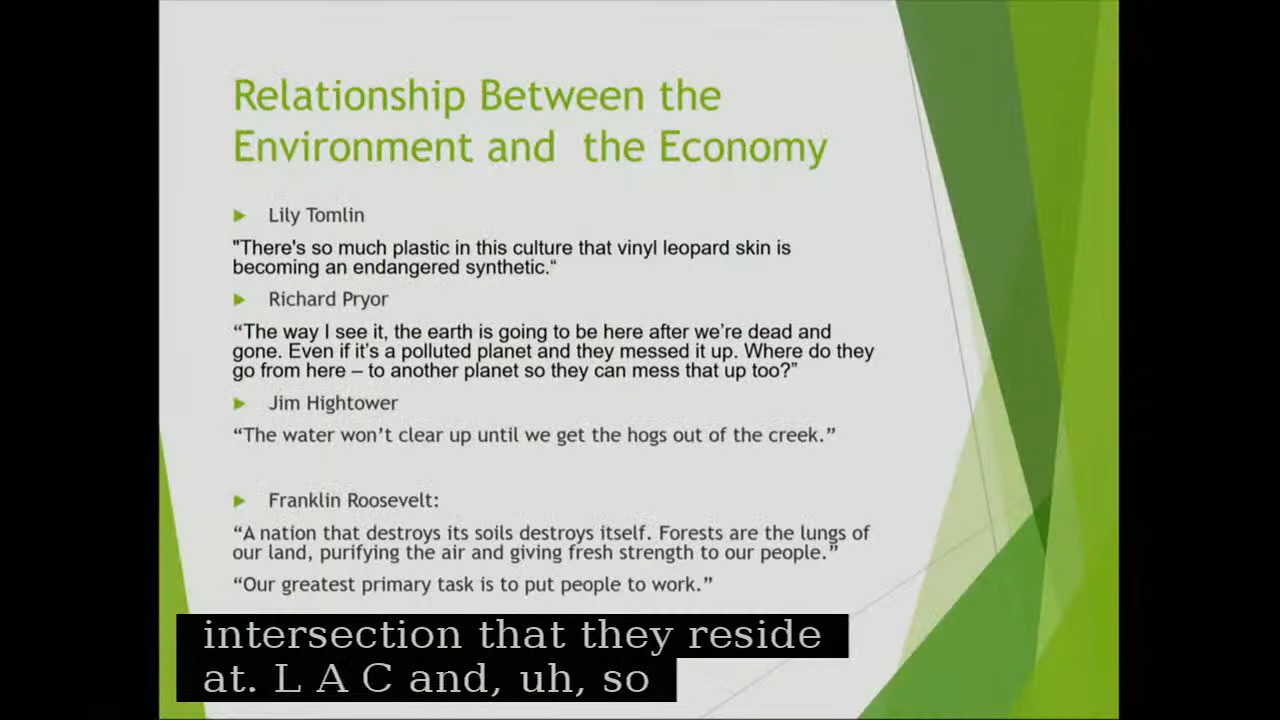 Relationship Between the
Environment and  the Economy
Lily Tomlin
"There's so much plastic in this culture that vinyl leopard skin is
becoming an endangered synthetic.“
Richard Pryor
“The way I see it, the earth is going to be here after we’re dead and
gone. Even if it’s a polluted planet and they messed it up. Where do they
go from here – to another planet so they can mess that up too?”
Jim Hightower
“The water won’t clear up until we get the hogs out of the creek.”
Franklin Roosevelt:
“A nation that destroys its soils destroys itself. Forests are the lungs of
our land, purifying the air and giving fresh strength to our people.”
“Our greatest primary task is to put people to work.”
intersection that they reside
at. L A C and, uh, so